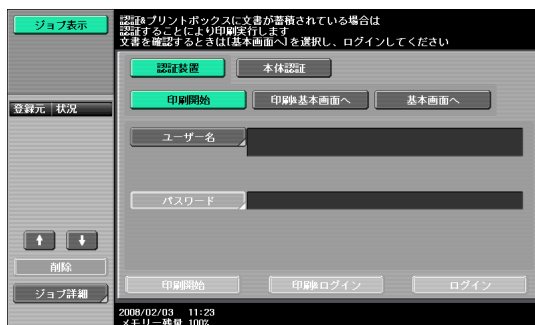 ジョブ表示
認証&プリントボックスに文書が蓄積されている場合は
認証することにより印刷実行します
文書を確認するときは[基本画面へ]を選択し、ログインしてください
認証装置
本体認証
印刷開始
印刷&基本画面へ
基本画面へ
登録元 状況
ユーザー名
パスワード
削除
ジョブ詳細
印刷開始
印刷&ログイン
ログイン
2008/02/03 11:23
メモリー残量 100%